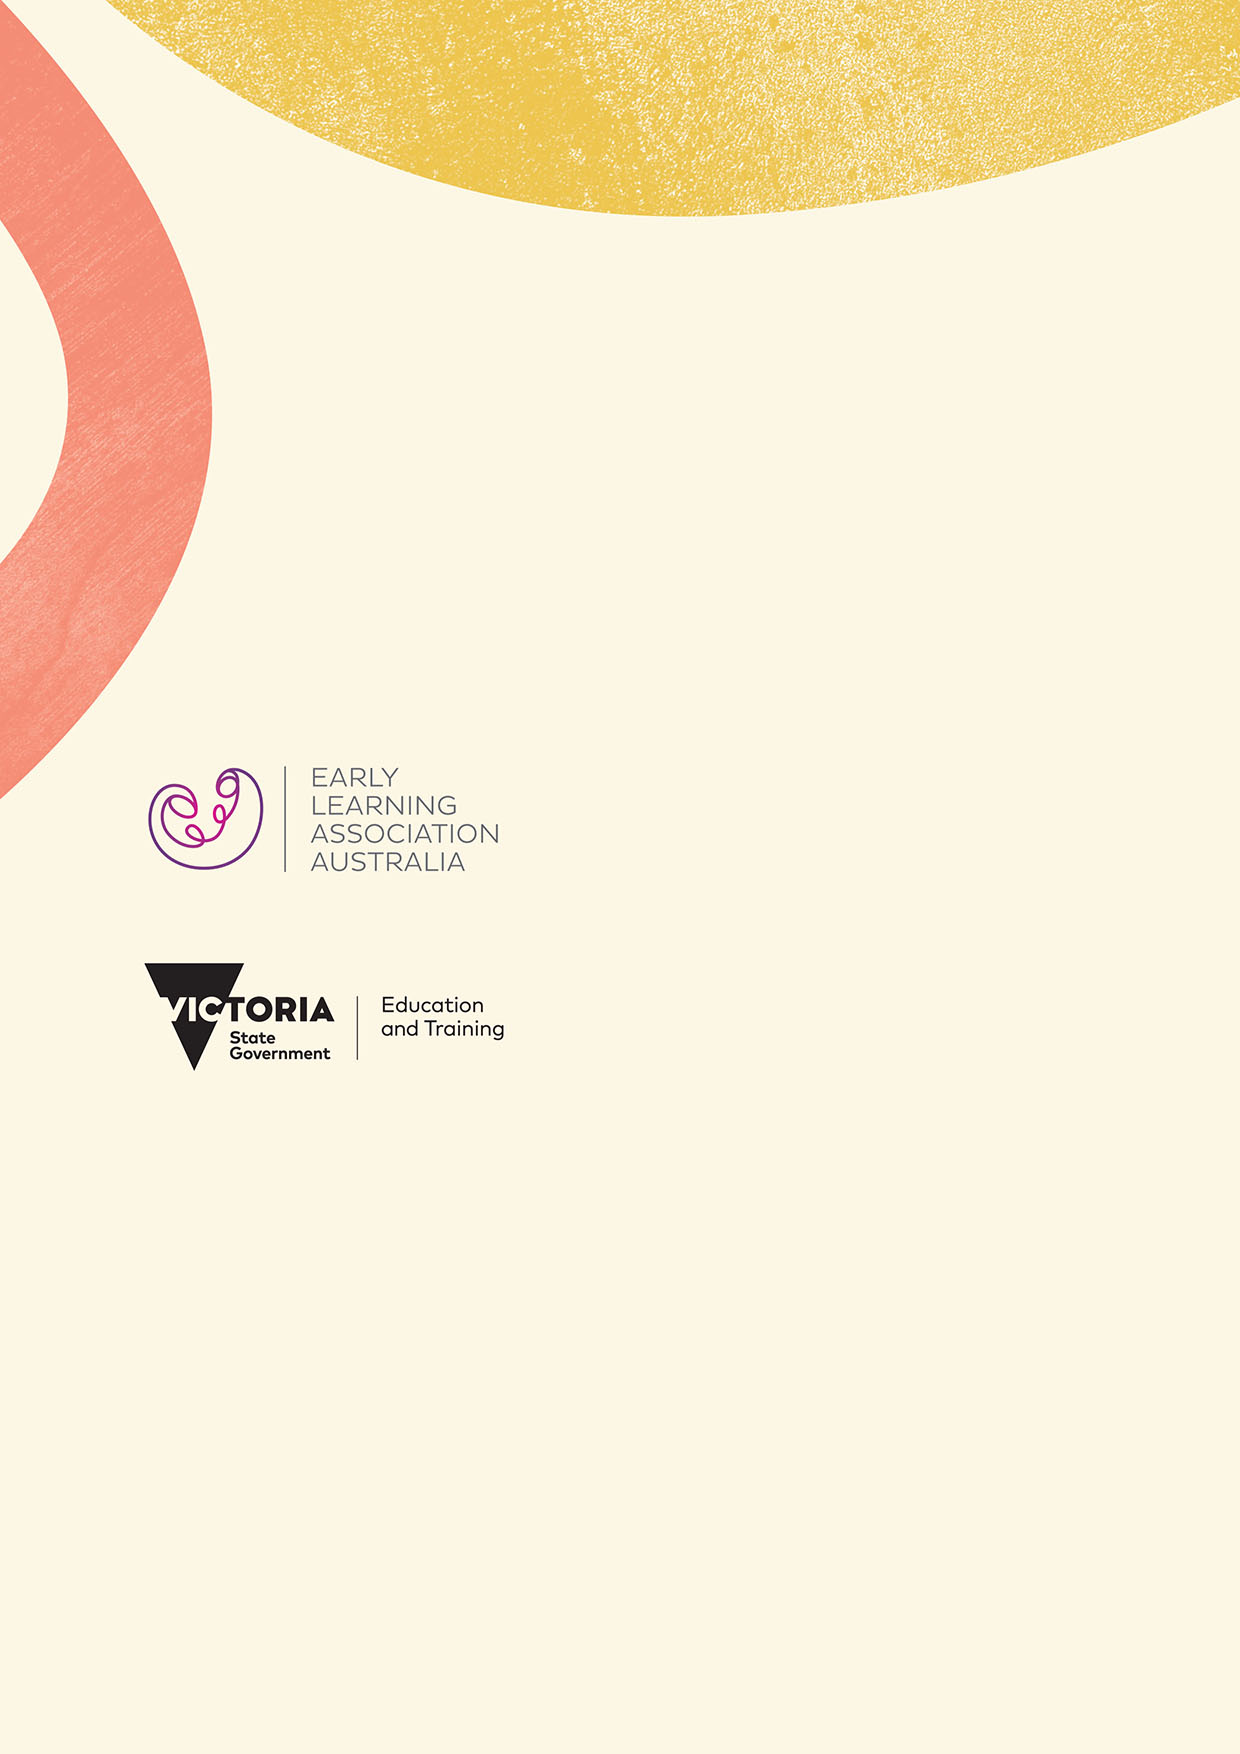 EARLY
LEARNING
ASSOCIATION
AUSTRALIA
VICTORIA
State
Government
Education
and Training